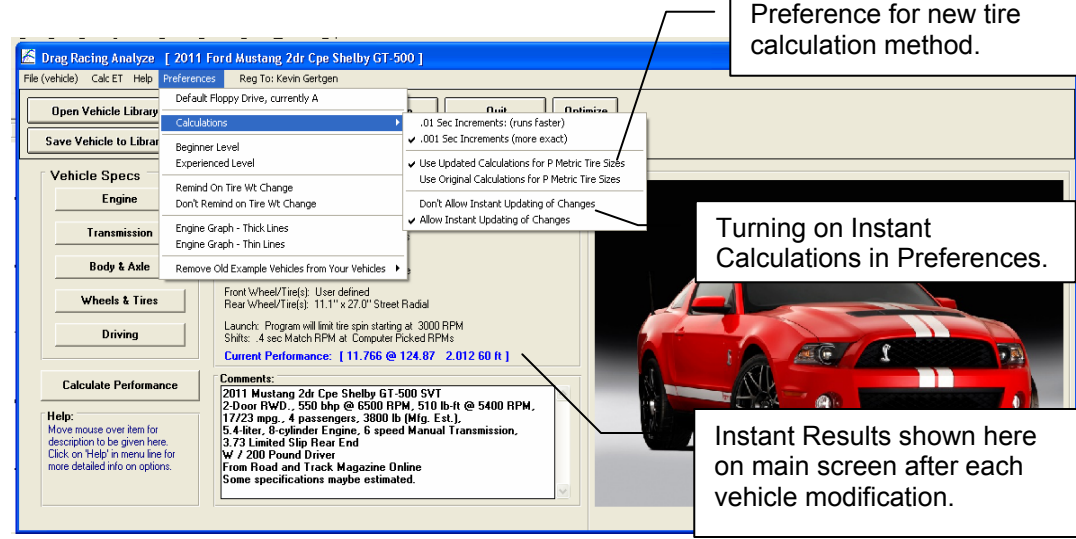 Preference for new tire
calculation method.
Drag Racing Analyze [ 2011 Ford Mustang 2dr Cpe Shelby GT-500 ]
File (vehicle) Calc ET Help Preferences Reg To: Kevin Gertgen
Open Vehicle Library
Quit
Optimize
Save Vehicle to Librar
Default Floppy Drive, currently A
Calculations
Beginner Level
Experienced Level
Remind On Tire Wt Change
Don't Remind on Tire Wt Change
Engine Graph - Thick Lines
Engine Graph - Thin Lines
Remove Old Example Vehicles from Your Vehicles
.01 Sec Increments: (runs faster)
.001 Sec Increments (more exact)
Use Updated Calculations for P Metric Tire Sizes
Use Original Calculations for P Metric Tire Sizes
Don't Allow Instant Updating of Changes
Allow Instant Updating of Changes
Turning on Instant
Calculations in Preferences.
Vehicle Specs
Engine
Transmission
Body & Axle
Wheels & Tires
Driving
Front Wheel/Tire(s): User defined
Rear Wheel/Tire(s): 11.1" x 27.0" Street Radial
Launch: Program will limit tire spin starting at 3000 RPM
Shifts: .4 sec Match RPM at Computer Picked RPMs
Current Performance: [ 11.766 @ 124.87 2.012 60 ft ]
Calculate Performance
Help:
Move mouse over item for
description to be given here.
Click on 'Help' in menu line for
more detailed info on options.
Comments:
2011 Mustang 2dr Cpe Shelby GT-500 SVT
2-Door RWD., 550 bhp @ 6500 RPM, 510 lb-ft @ 5400 RPM,
17/23 mpg., 4 passengers, 3800 lb (Mfg. Est.),
5.4-liter, 8-cylinder Engine, 6 speed Manual Transmission,
3.73 Limited Slip Rear End
W / 200 Pound Driver
From Road and Track Magazine Online
Some specifications maybe estimated.
Instant Results shown here
on main screen after each
vehicle modification.